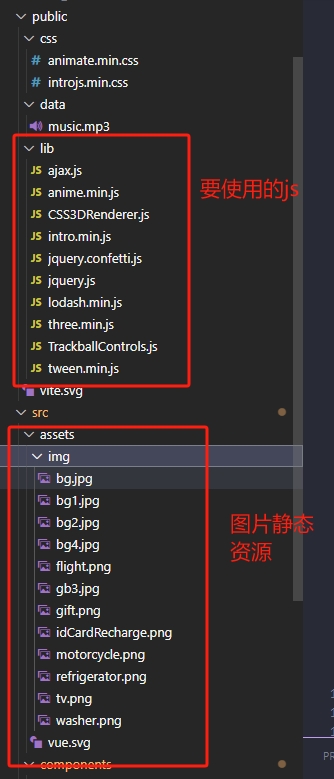 public
css
# animate.min.css
# introjs.min.css
data
music.mp3
lib
JS ajax.js
JS anime.min.js
JS CSS3DRenderer.js
JS intro.min.js
JS jquery.confetti.js
JS jquery.js
JS lodash.min.js
JS three.min.js
JS TrackballControls.js
JS tween.min.js
要使用的js
vite.svg
src
assets
img
bg.jpg
bg1.jpg
bg2.jpg
bg4.jpg
flight.png
gb3.jpg
gift.png
idCardRecharge.png
motorcycle.png
refrigerator.png
tv.png
washer.png
图片静态
资源
vue.svg
components